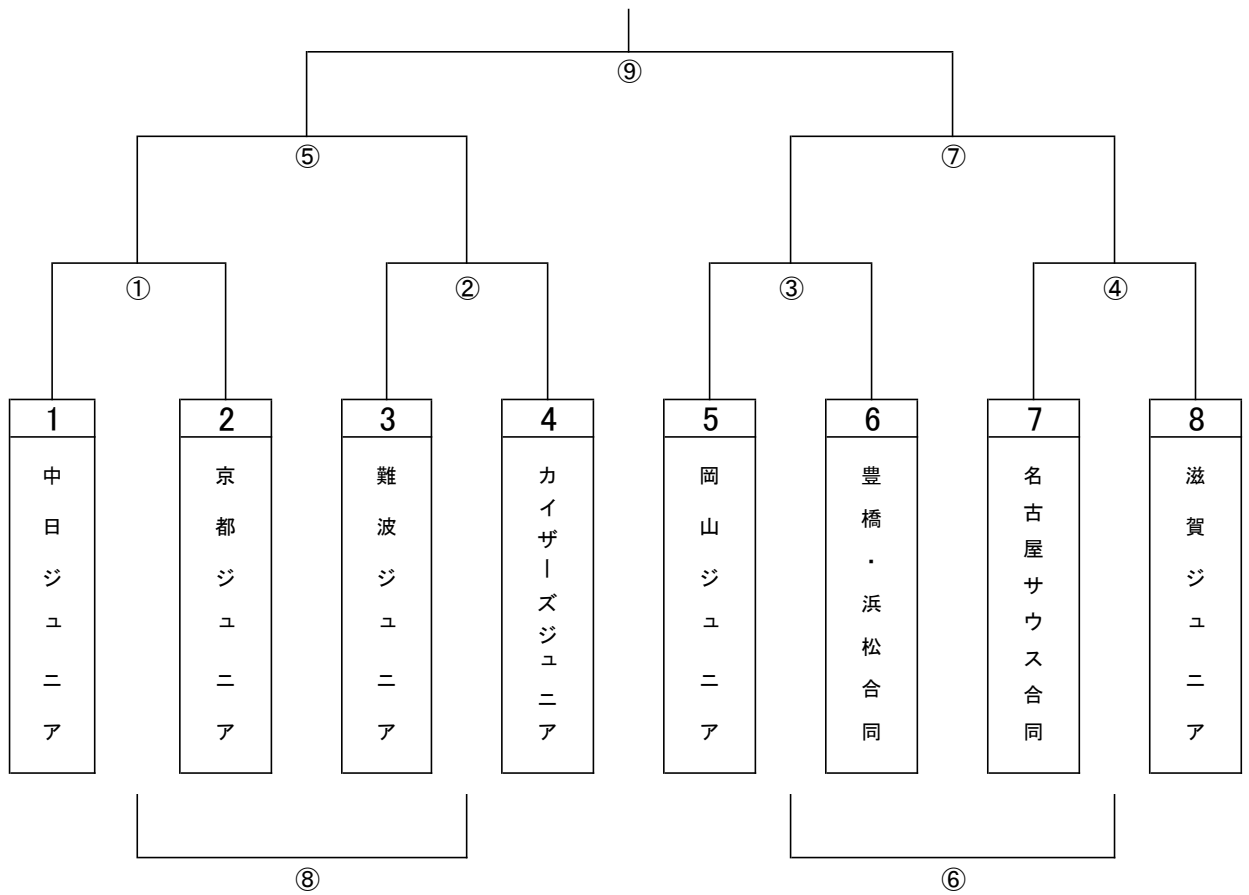 ⑨
⑤
⑦
①
②
③
④
1
2
3
4
5
6
7
8
中日ジュニア
京都ジュニア
難波ジュニア
カイザーズジュニア
岡山ジュニア
豊橋・浜松合同
名古屋サウス合同
滋賀ジュニア
⑧
⑥